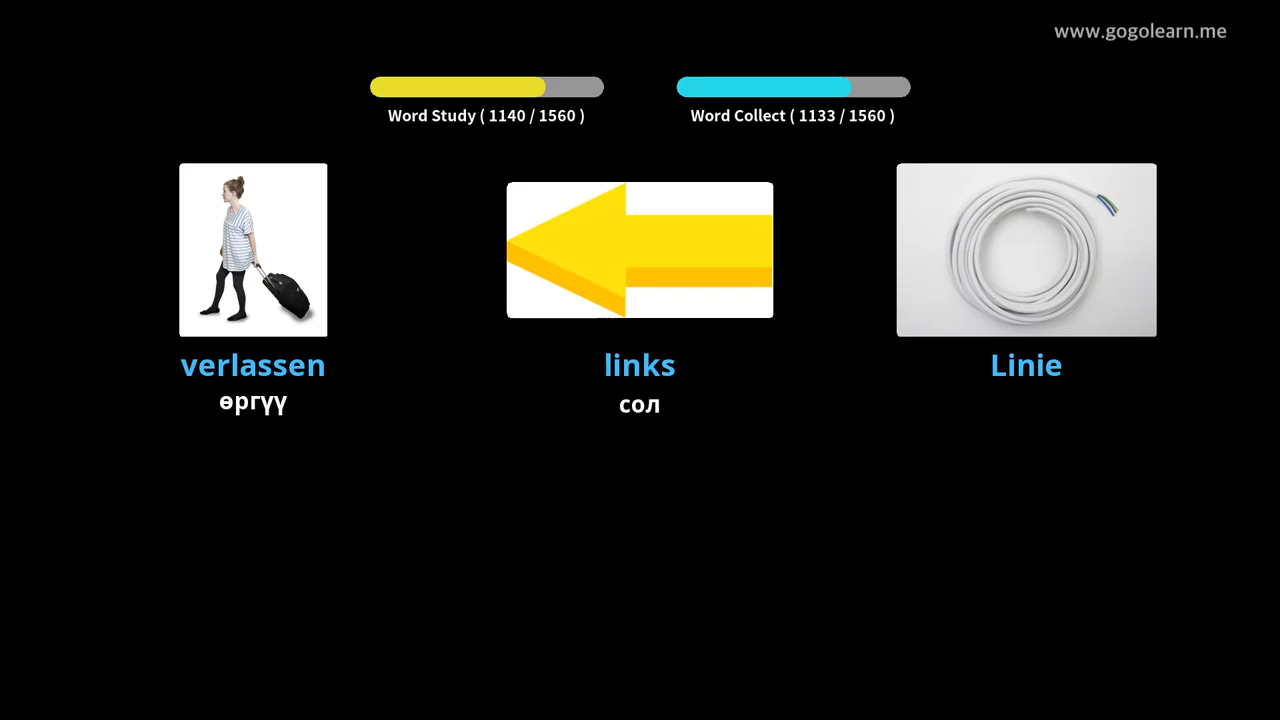 www.gogolearn.me
Word Study ( 1140 / 1560 )
Word Collect ( 1133 / 1560 )
verlassen
өргүү
links
сол
Linie